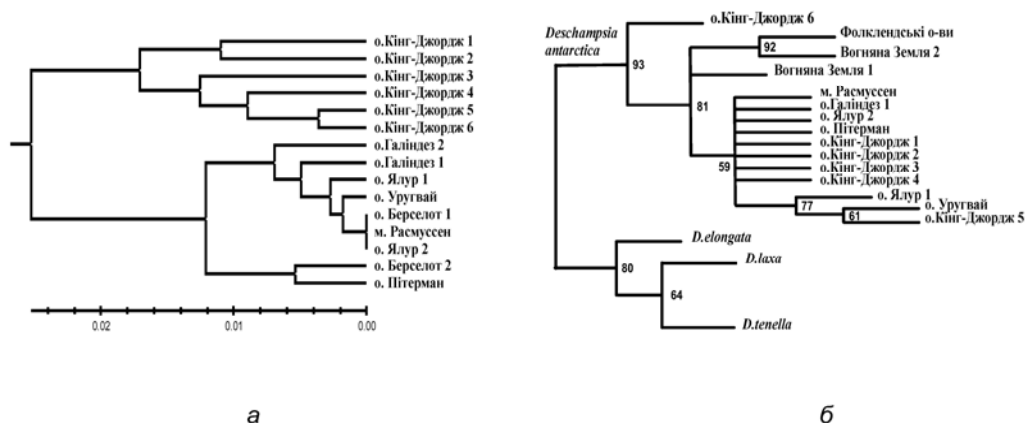 о.Кінг-Джордж 1
о.Кінг-Джордж 2
о.Кінг-Джордж 3
о.Кінг-Джордж 4
о.Кінг-Джордж 5
о.Кінг-Джордж 6
о.Галіндез 2
о.Галіндез 1
о. Ялур 1
о. Уругвай
о. Берселот 1
м. Расмуссен
о. Ялур 2
о. Берселот 2
о. Пітерман
0.02 0.01 0.00
а
Deschampsia
antarctica
о.Кінг-Джордж 6
Фолклендські о-ви
92
Вогняна Земля 2
93
Вогняна Земля 1
81
м. Расмуссен
о.Галіндез 1
о. Ялур 2
о. Пітерман
о.Кінг-Джордж 1
о.Кінг-Джордж 2
59
о.Кінг-Джордж 3
о.Кінг-Джордж 4
о. Ялур 1
77
о. Уругвай
61
о.Кінг-Джордж 5
D.elongata
80
D.laxa
64
D.tenella
б